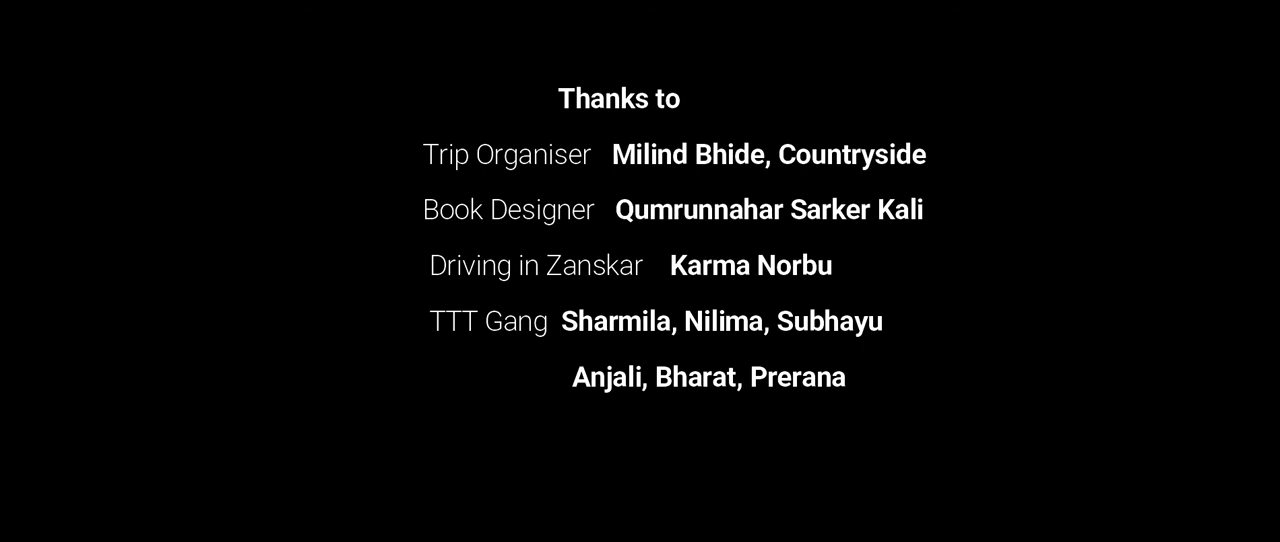 Thanks to
Trip Organiser Milind Bhide, Countryside
Book Designer Qumrunnahar Sarker Kali
Driving in Zanskar Karma Norbu
TTT Gang Sharmila, Nilima, Subhayu
Anjali, Bharat, Prerana